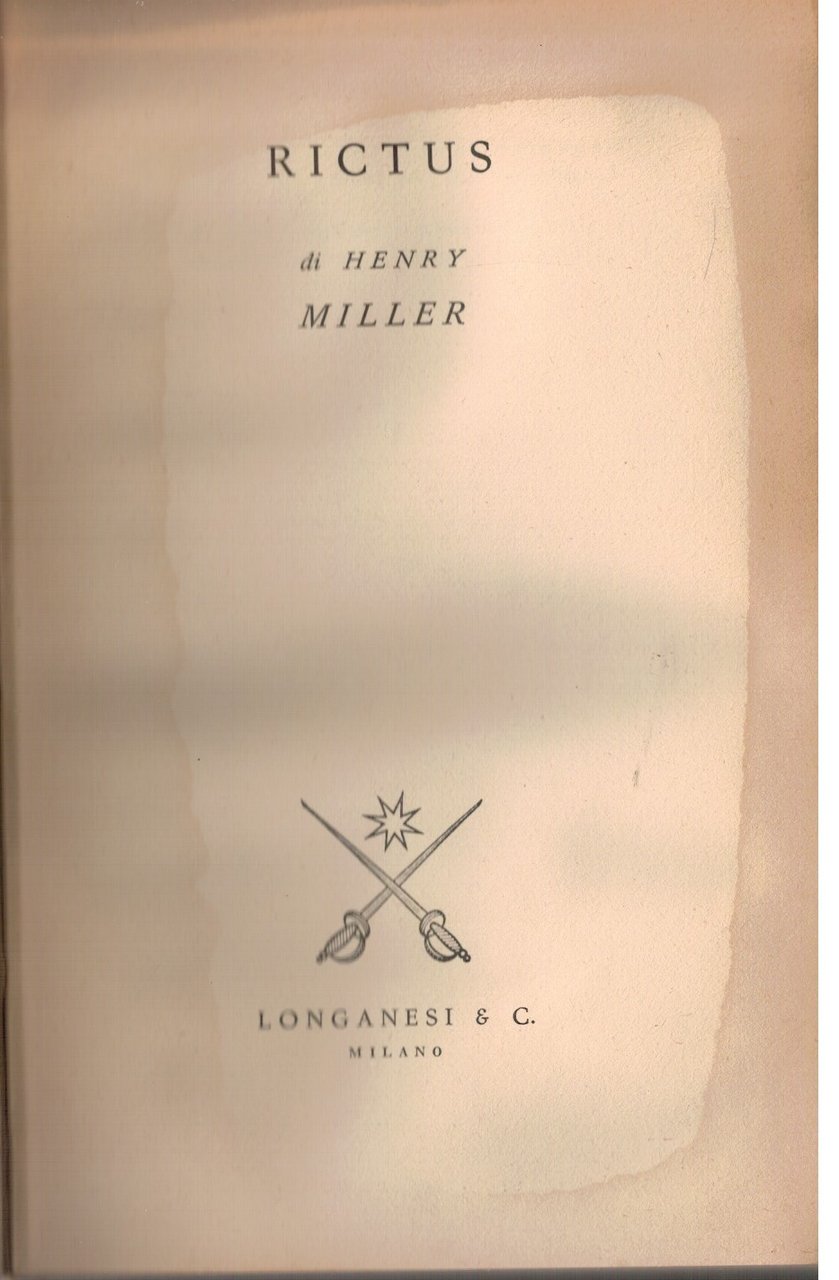 RICTUS
di HENRY
MILLER
LONGANESI & C.
MILANO